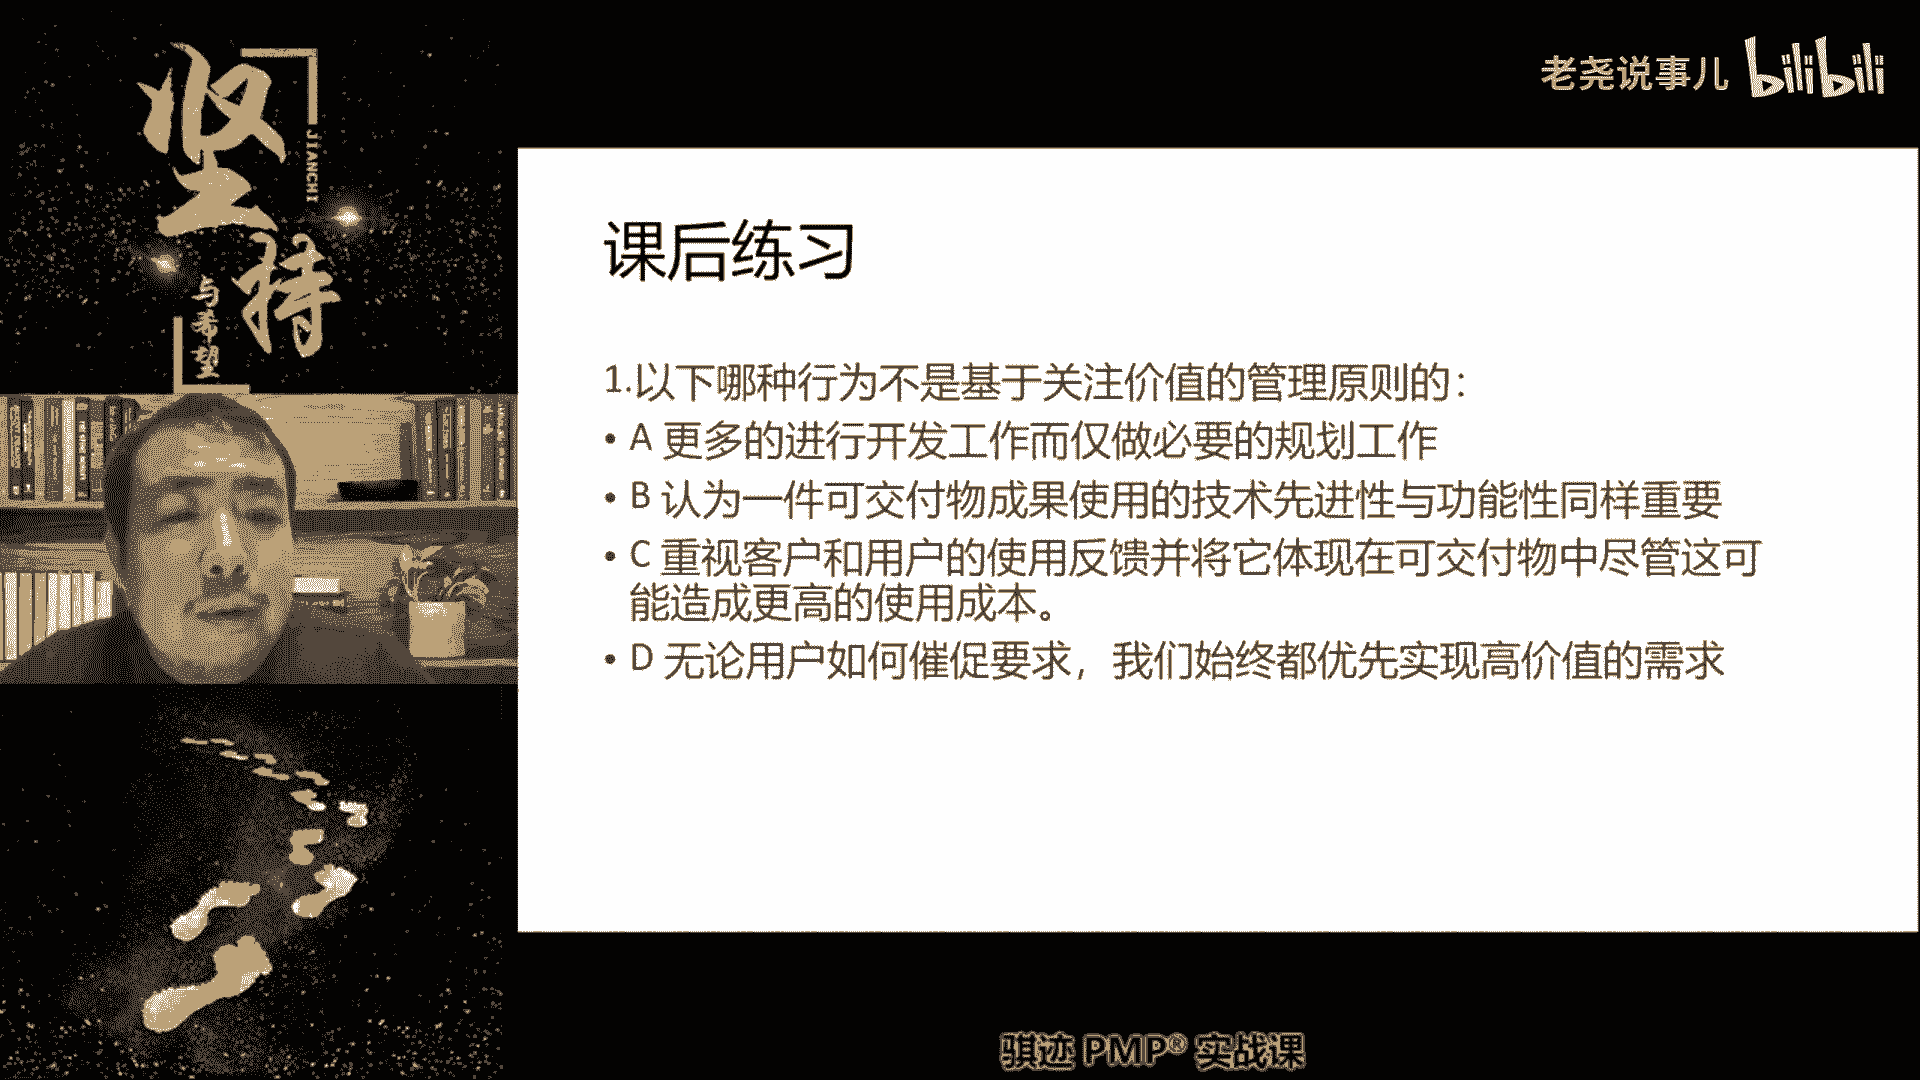 坚持
JIANCHI
与希望
老尧说事儿 bilibili
课后练习
1.以下哪种行为不是基于关注价值的管理原则的：
• A 更多的进行开发工作而仅做必要的规划工作
• B 认为一件可交付物成果使用的技术先进性与功能性同样重要
• C 重视客户和用户的使用反馈并将它体现在可交付物中尽管这可
能造成更高的使用成本。
• D 无论用户如何催促要求，我们始终都优先实现高价值的需求
骐迹 PMP® 实战课